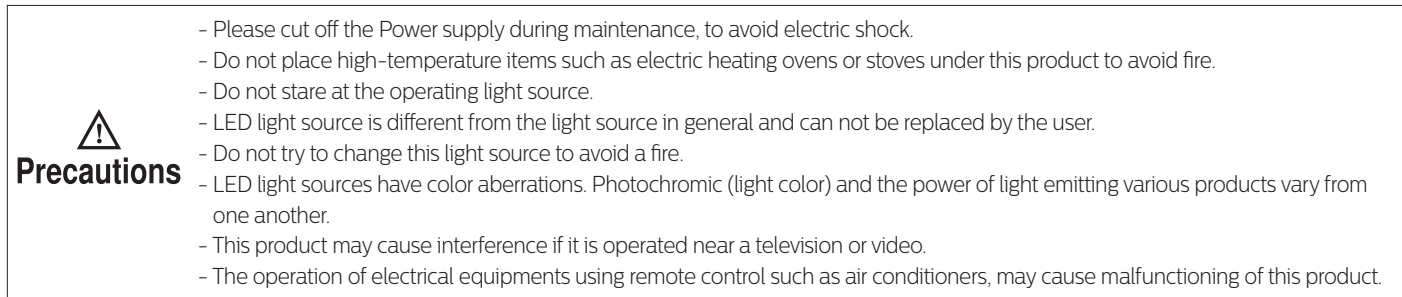 Precautions
- Please cut off the Power supply during maintenance, to avoid electric shock.
- Do not place high-temperature items such as electric heating ovens or stoves under this product to avoid fire.
- Do not stare at the operating light source.
- LED light source is different from the light source in general and can not be replaced by the user.
- Do not try to change this light source to avoid a fire.
- LED light sources have color aberrations. Photochromic (light color) and the power of light emitting various products vary from
one another.
- This product may cause interference if it is operated near a television or video.
- The operation of electrical equipments using remote control such as air conditioners, may cause malfunctioning of this product.